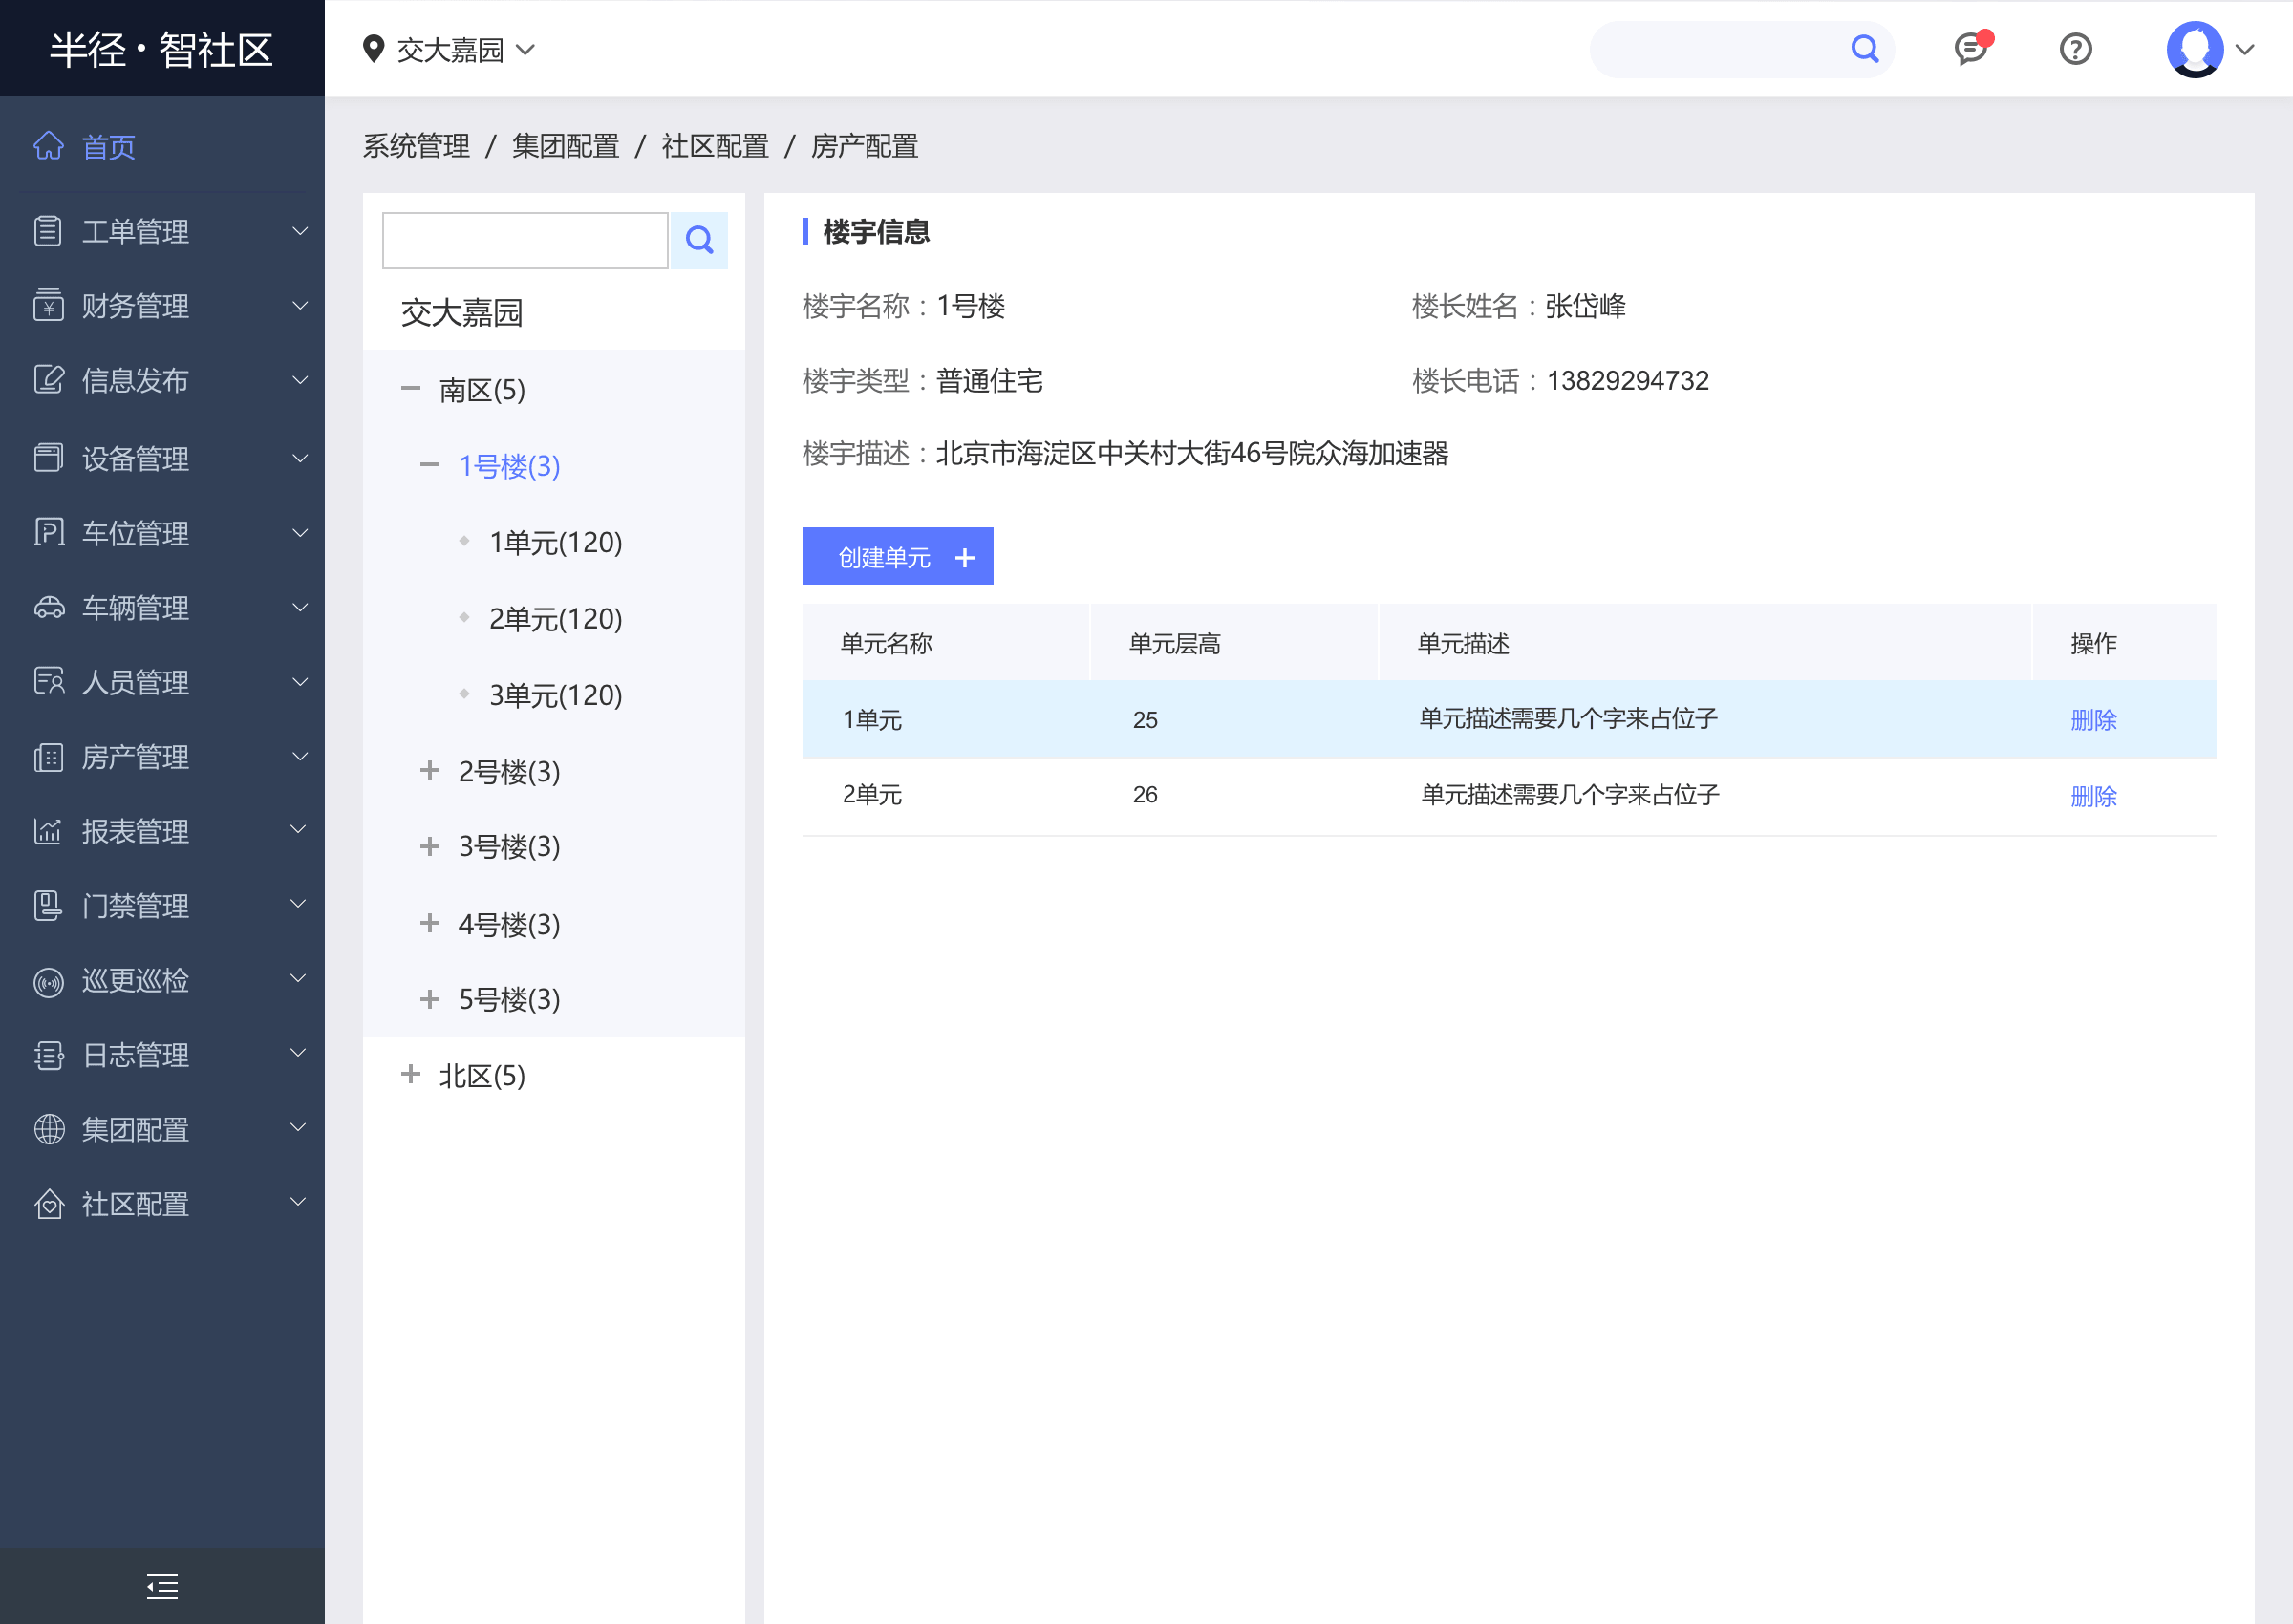 半径·智社区
交大嘉园
首页
工单管理
财务管理
信息发布
设备管理
车位管理
车辆管理
人员管理
房产管理
报表管理
门禁管理
巡更巡检
日志管理
集团配置
社区配置
系统管理 / 集团配置 / 社区配置 / 房产配置
交大嘉园
南区(5)
1号楼(3)
1单元(120)
2单元(120)
3单元(120)
2号楼(3)
3号楼(3)
4号楼(3)
5号楼(3)
北区(5)
楼宇信息
楼宇名称：1号楼 楼长姓名：张岱峰
楼宇类型：普通住宅 楼长电话：13829294732
楼宇描述：北京市海淀区中关村大街46号院众海加速器
创建单元 +
单元名称 单元层高 单元描述 操作
1单元 25 单元描述需要几个字来占位子 删除
2单元 26 单元描述需要几个字来占位子 删除